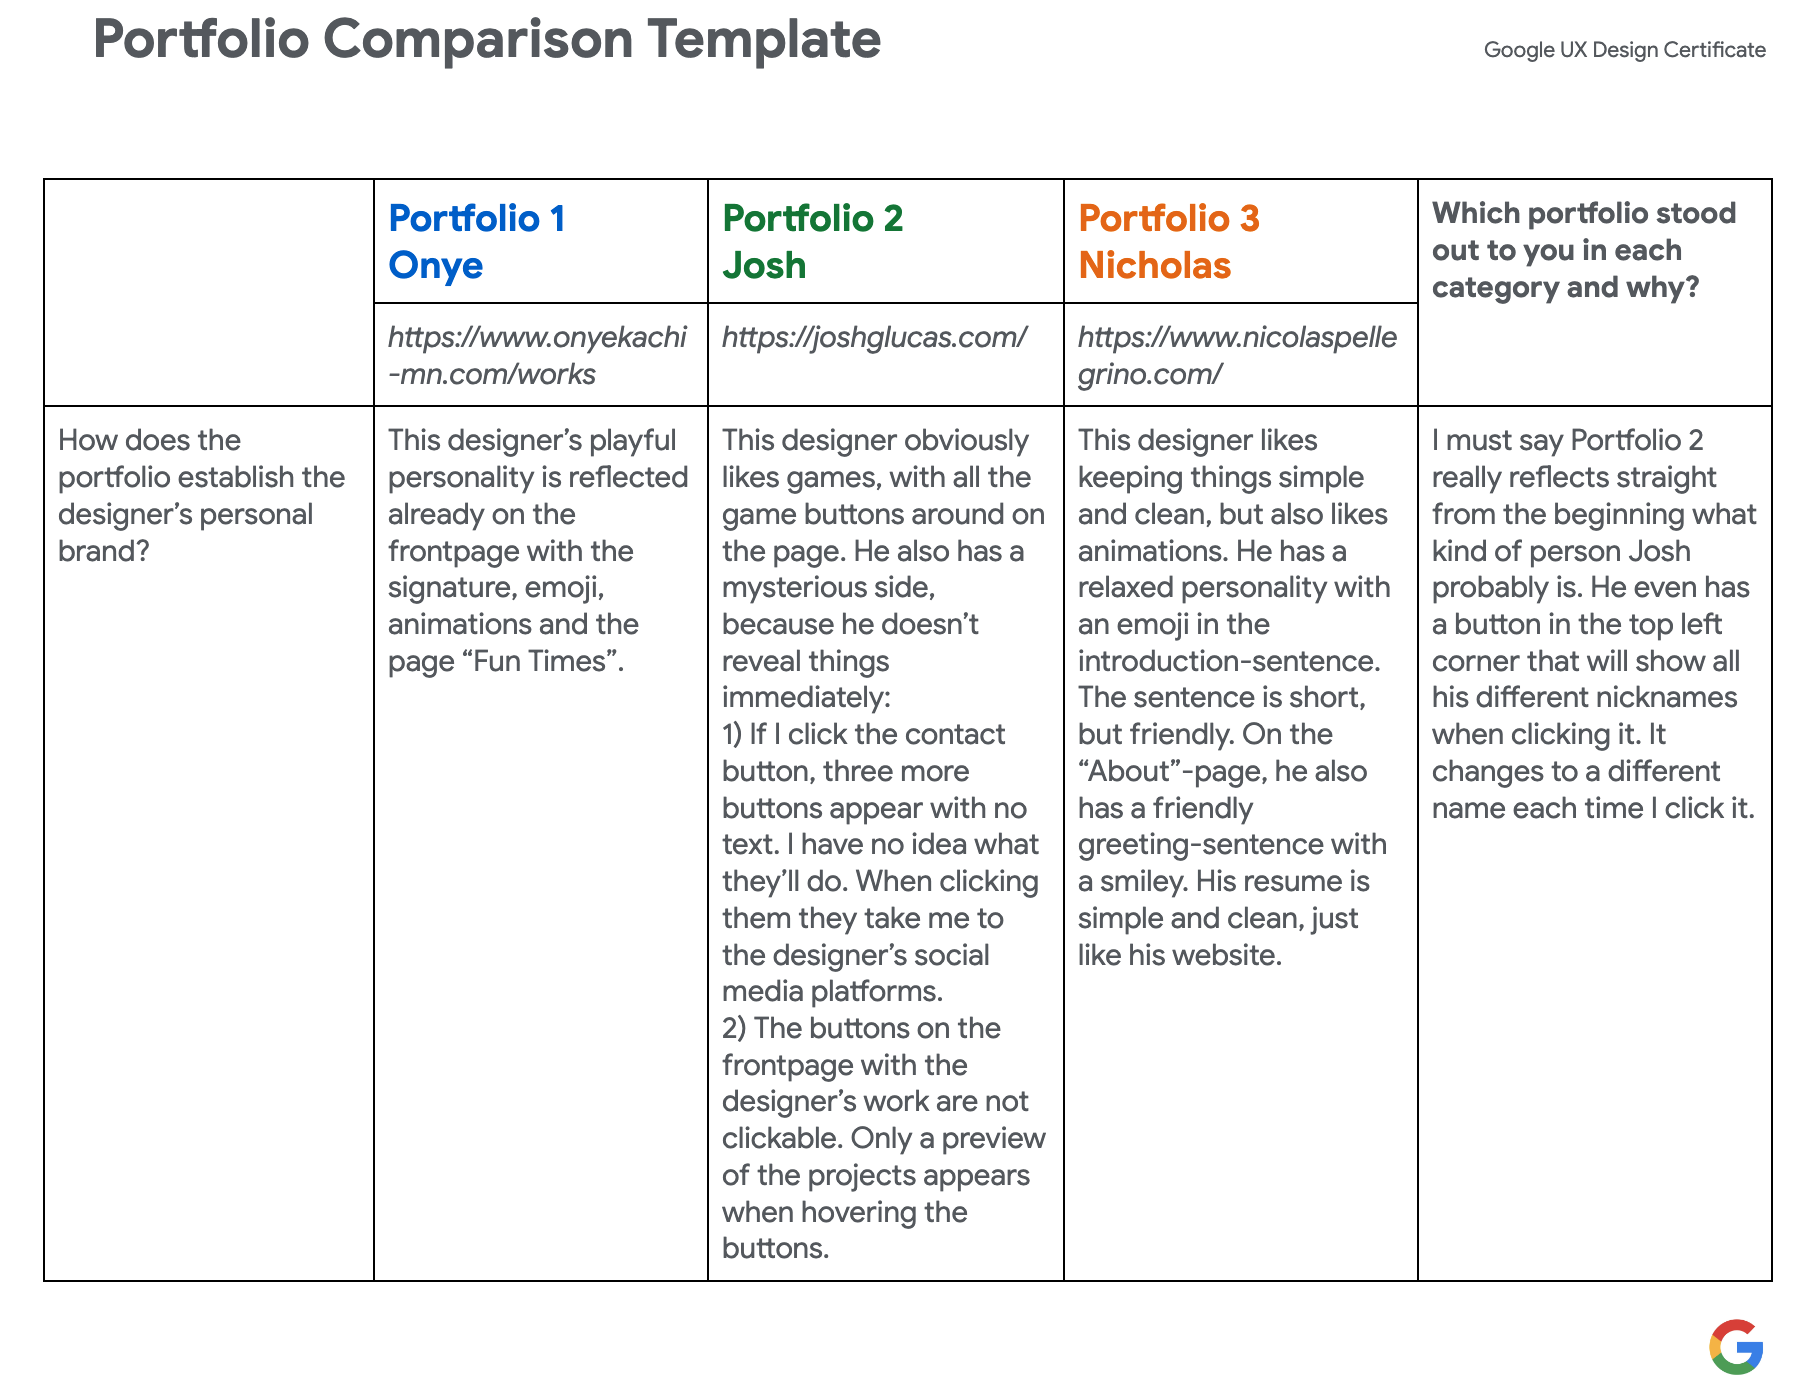 Portfolio Comparison Template
Google UX Design Certificate
Portfolio 1
Onye
Portfolio 2
Josh
Portfolio 3
Nicholas
Which portfolio stood
out to you in each
category and why?
https://www.onyekachi
-mn.com/works
https://joshglucas.com/
https://www.nicolaspelle
grino.com/
How does the
portfolio establish the
designer’s personal
brand?
This designer’s playful
personality is reflected
already on the
frontpage with the
signature, emoji,
animations and the
page “Fun Times”.
This designer obviously
likes games, with all the
game buttons around on
the page. He also has a
mysterious side,
because he doesn’t
reveal things
immediately:
1) If I click the contact
button, three more
buttons appear with no
text. I have no idea what
they’ll do. When clicking
them they take me to
the designer’s social
media platforms.
2) The buttons on the
frontpage with the
designer’s work are not
clickable. Only a preview
of the projects appears
when hovering the
buttons.
This designer likes
keeping things simple
and clean, but also likes
animations. He has a
relaxed personality with
an emoji in the
introduction-sentence.
The sentence is short,
but friendly. On the
“About”-page, he also
has a friendly
greeting-sentence with
a smiley. His resume is
simple and clean, just
like his website.
I must say Portfolio 2
really reflects straight
from the beginning what
kind of person Josh
probably is. He even has
a button in the top left
corner that will show all
his different nicknames
when clicking it. It
changes to a different
name each time I click it.